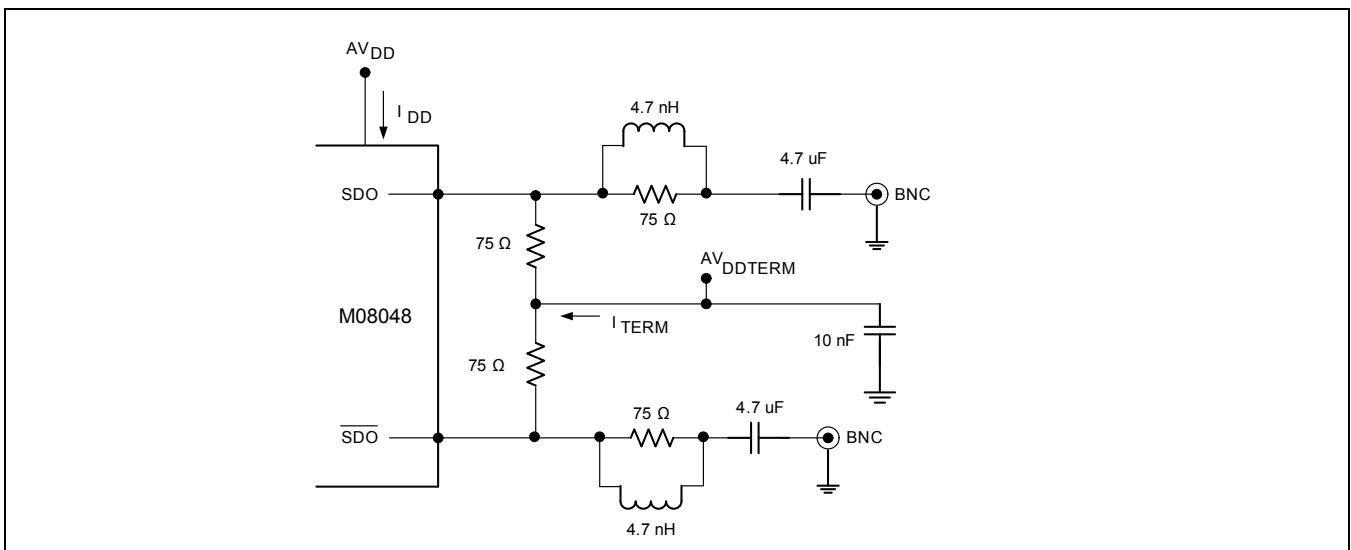 AVDD
I DD
4.7 nH
4.7 uF
SDO
BNC
75 Ω
75 Ω
AVDDTERM
M08048
I TERM
10 nF
75 Ω
75 Ω
4.7 uF
SDO
BNC
4.7 nH